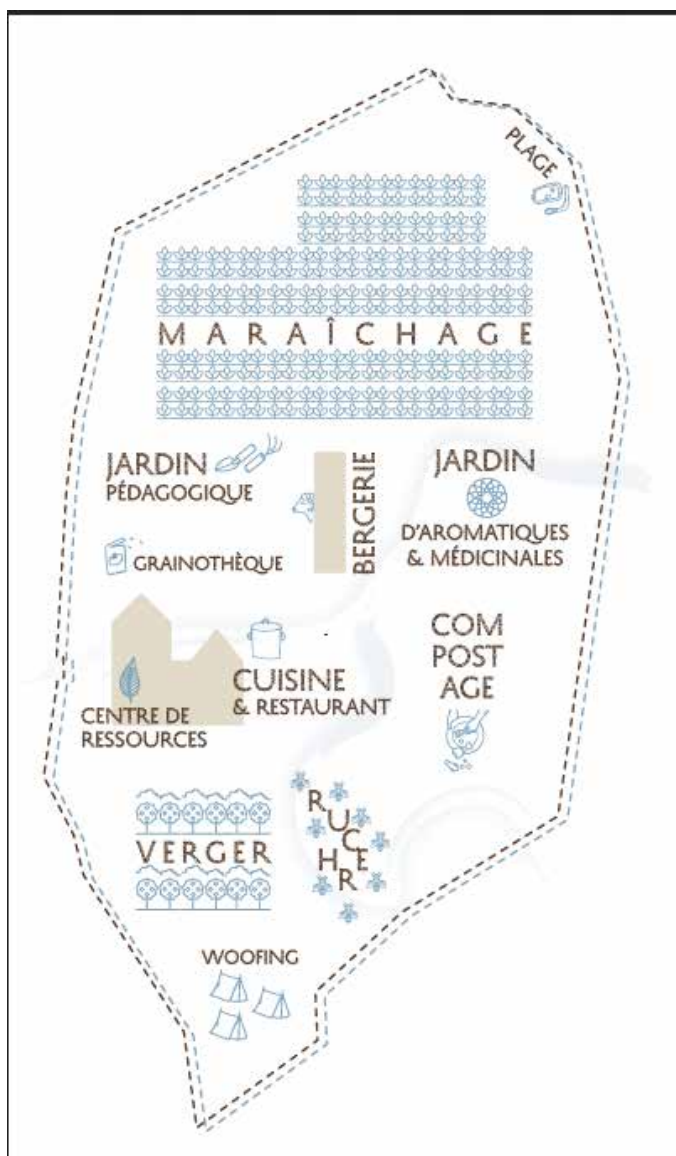 PLAGE
MARAÎCHAGE
JARDIN
PÉDAGOGIQUE
BERGERIE
JARDIN
D'AROMATIQUES
& MÉDICINALES
GRAINOTHÈQUE
COM
POST
AGE
CUISINE
& RESTAURANT
CENTRE DE
RESSOURCES
VERGER
RUCHER
WOOFING